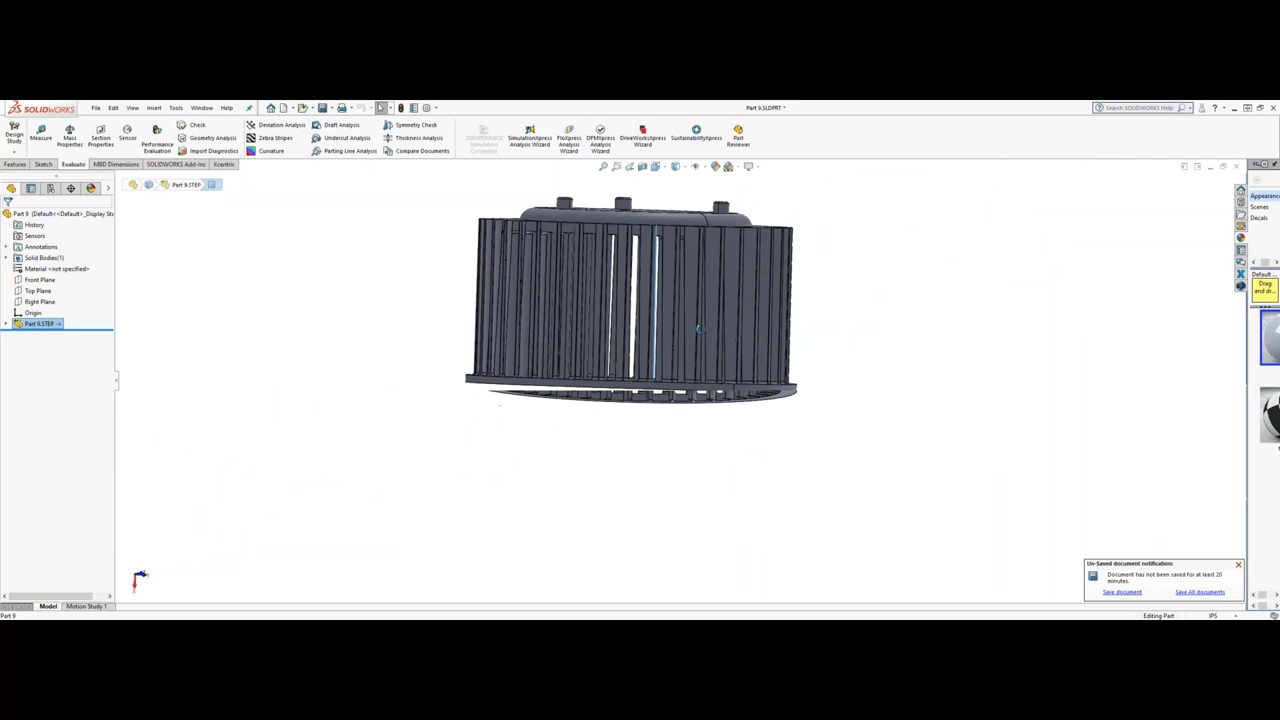 SOLIDWORKS File Edit View Insert Tools Window Help Part 9.SLDPRT * Search SOLIDWORKS Help
Design Study
Measure
Mass Properties
Section Properties
Sensor
Performance Evaluation
Check
Geometry Analysis
Import Diagnostics
Deviation Analysis
Zebra Stripes
Curvature
Draft Analysis
Undercut Analysis
Parting Line Analysis
Symmetry Check
Thickness Analysis
Compare Documents
SimulationXpress Analysis Wizard
FloXpress Analysis Wizard
DFMXpress Analysis Wizard
DriveWorksXpress Wizard
SustainabilityXpress
Part Reviewer
Features Sketch Evaluate MBD Dimensions SOLIDWORKS Add-Ins Xcentric
Part 9.STEP
Part 9 (Default<<Default>_Display Sta
History
Sensors
Annotations
Solid Bodies(1)
Material <not specified>
Front Plane
Top Plane
Right Plane
Origin
Part 9.STEP ->
Appearance
Scenes
Decals
Default ...
Drag
and dr...
Un-Saved document notification:
Document has not been saved for at least 20
minutes.
Save document Save All documents
Model Motion Study 1
Part 9 Editing Part IPS